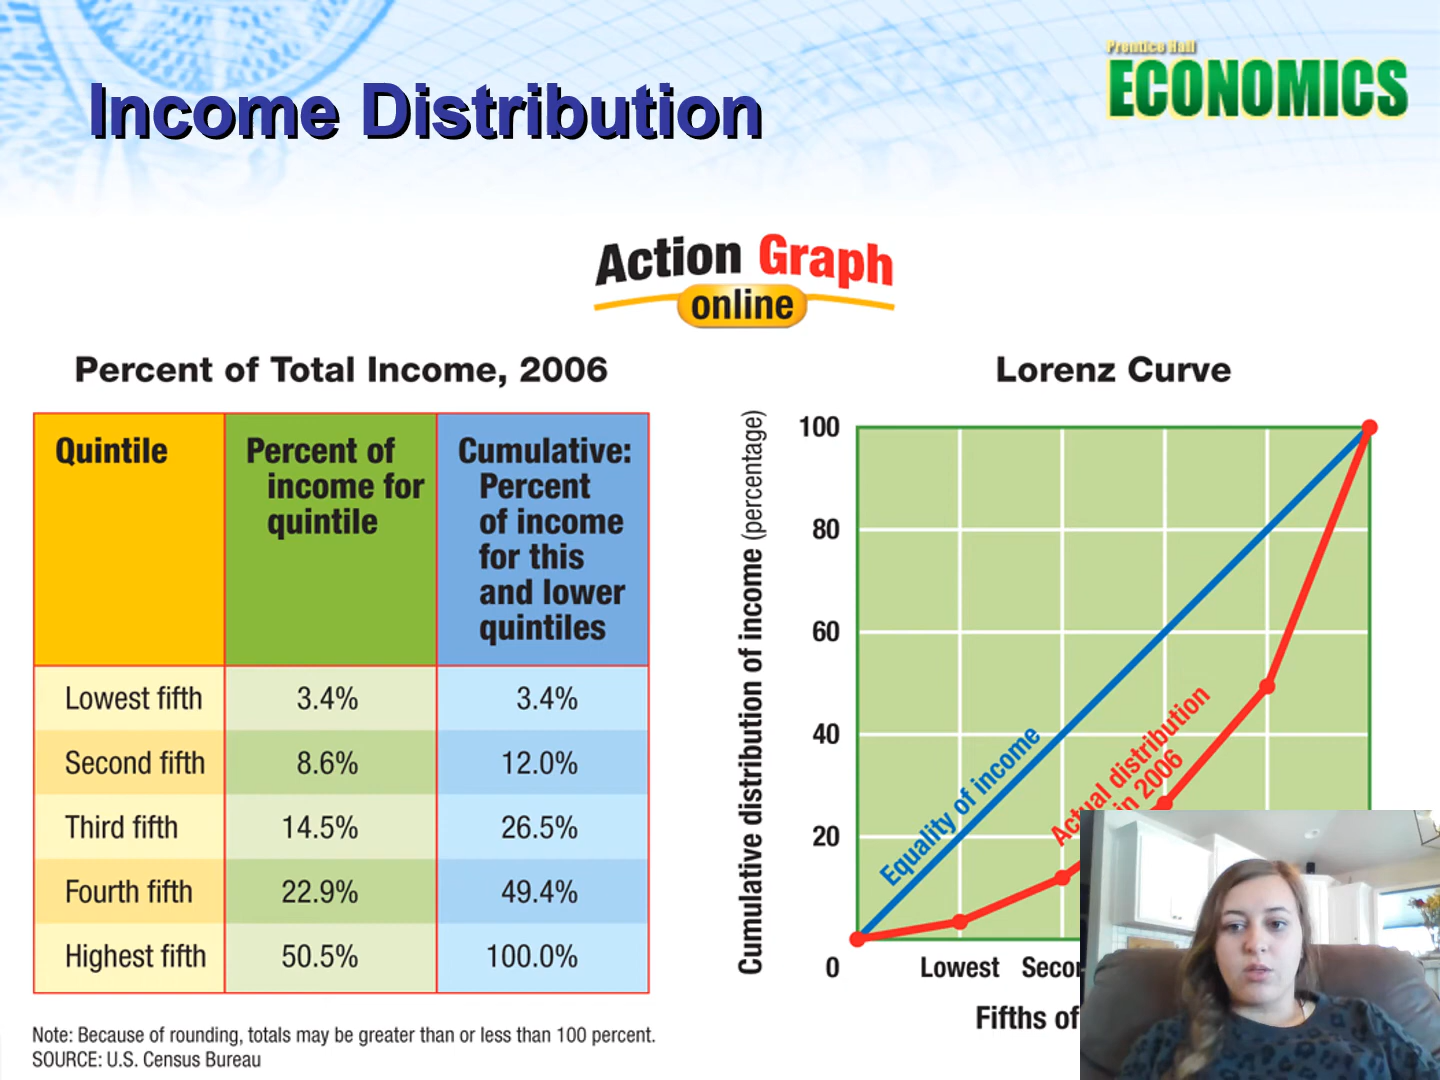 Prentice Hall
ECONOMICS
Income Distribution
Action Graph
online
Percent of Total Income, 2006
Quintile
Percent of
income for
quintile
Cumulative:
Percent
of income
for this
and lower
quintiles
Lowest fifth 3.4% 3.4%
Second fifth 8.6% 12.0%
Third fifth 14.5% 26.5%
Fourth fifth 22.9% 49.4%
Highest fifth 50.5% 100.0%
Note: Because of rounding, totals may be greater than or less than 100 percent.
SOURCE: U.S. Census Bureau
Lorenz Curve
Cumulative distribution of income (percentage)
100
80
60
40
20
0
Equality of income
Actual distribution
in 2006
Lowest
Fifths of